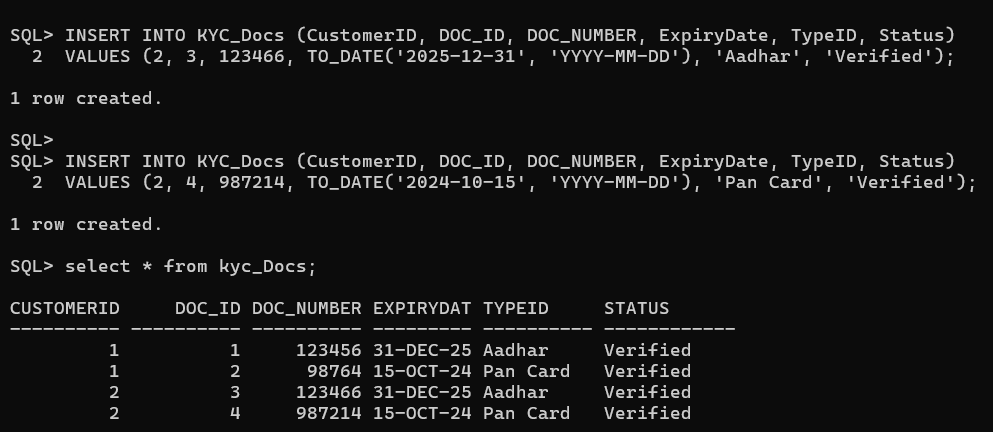 SQL> INSERT INTO KYC_Docs (CustomerID, DOC_ID, DOC_NUMBER, ExpiryDate, TypeID, Status)
  2  VALUES (2, 3, 123466, TO_DATE('2025-12-31', 'YYYY-MM-DD'), 'Aadhar', 'Verified');
1 row created.
SQL>
SQL> INSERT INTO KYC_Docs (CustomerID, DOC_ID, DOC_NUMBER, ExpiryDate, TypeID, Status)
  2  VALUES (2, 4, 987214, TO_DATE('2024-10-15', 'YYYY-MM-DD'), 'Pan Card', 'Verified');
1 row created.
SQL> select * from kyc_Docs;
CUSTOMERID     DOC_ID DOC_NUMBER EXPIRYDAT TYPEID     STATUS
---------- ---------- ---------- --------- ---------- ------------
         1          1     123456 31-DEC-25 Aadhar     Verified
         1          2      98764 15-OCT-24 Pan Card   Verified
         2          3     123466 31-DEC-25 Aadhar     Verified
         2          4     987214 15-OCT-24 Pan Card   Verified